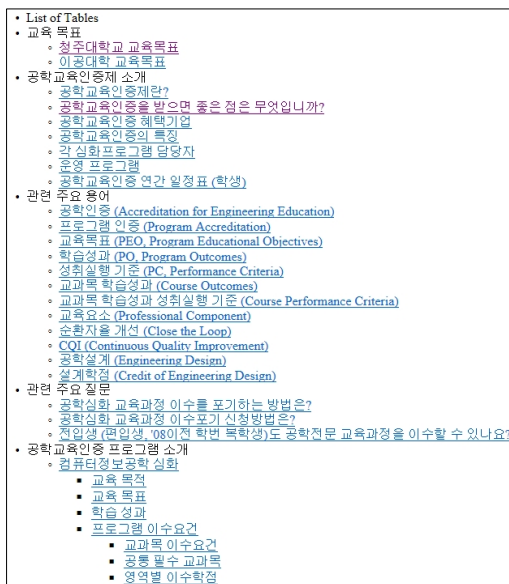 List of Tables
교육 목표
청주대학교 교육목표
이공대학 교육목표
공학교육인증제 소개
공학교육인증제란?
공학교육인증을 받으면 좋은 점은 무엇입니까?
공학교육인증 혜택기업
공학교육인증의 특징
각 심화프로그램 담당자
운영 프로그램
공학교육인증 연간 일정표 (학생)
관련 주요 용어
공학인증 (Accreditation for Engineering Education)
프로그램 인증 (Program Accreditation)
교육목표 (PEO, Program Educational Objectives)
학습성과 (PO, Program Outcomes)
성취실행 기준 (PC, Performance Criteria)
교과목 학습성과 (Course Outcomes)
교과목 학습성과 성취실행 기준 (Course Performance Criteria)
교육요소 (Professional Component)
순환자율 개선 (Close the Loop)
CQI (Continuous Quality Improvement)
공학설계 (Engineering Design)
설계학점 (Credit of Engineering Design)
관련 주요 질문
공학심화 교육과정 이수를 포기하는 방법은?
공학심화 교육과정 이수포기 신청방법은?
전입생 (편입생, '08이전 학번 복학생)도 공학전문 교육과정을 이수할 수 있나요?
공학교육인증 프로그램 소개
컴퓨터정보공학 심화
교육 목적
교육 목표
학습 성과
프로그램 이수요건
교과목 이수요건
공통 필수 교과목
영역별 이수학점